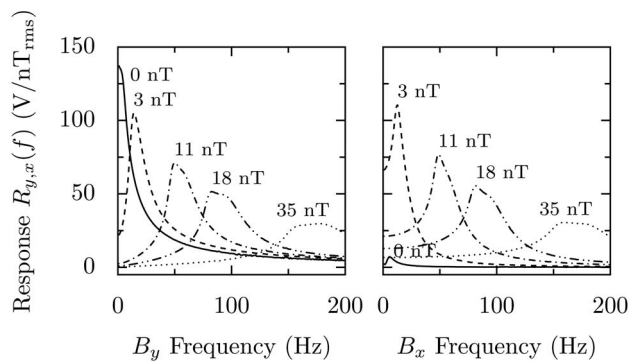 Response R_{y,x}(f) (V/nT_{rms})
150
100
50
0
0 nT
3 nT
11 nT
18 nT
35 nT
0 100 200
B_y Frequency (Hz)
3 nT
11 nT
18 nT
35 nT
0 nT
0 100 200
B_x Frequency (Hz)